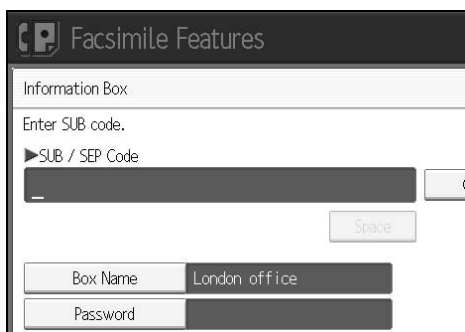 Facsimile Features
Information Box
Enter SUB code.
▶SUB / SEP Code
Space
Box Name London office
Password